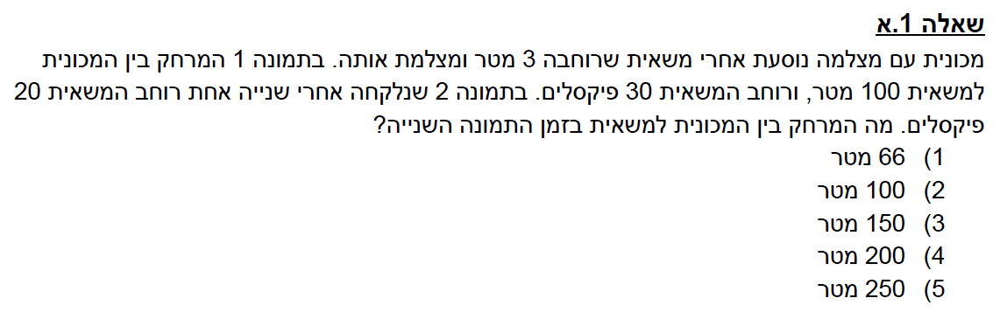 שאלה 1.א
מכונית עם מצלמה נוסעת אחרי משאית שרוחבה 3 מטר ומצלמת אותה. בתמונה 1 המרחק בין המכונית
למשאית 100 מטר, ורוחב המשאית 30 פיקסלים. בתמונה 2 שנלקחה אחרי שנייה אחת רוחב המשאית 20
פיקסלים. מה המרחק בין המכונית למשאית בזמן התמונה השנייה?
1) 66 מטר
2) 100 מטר
3) 150 מטר
4) 200 מטר
5) 250 מטר